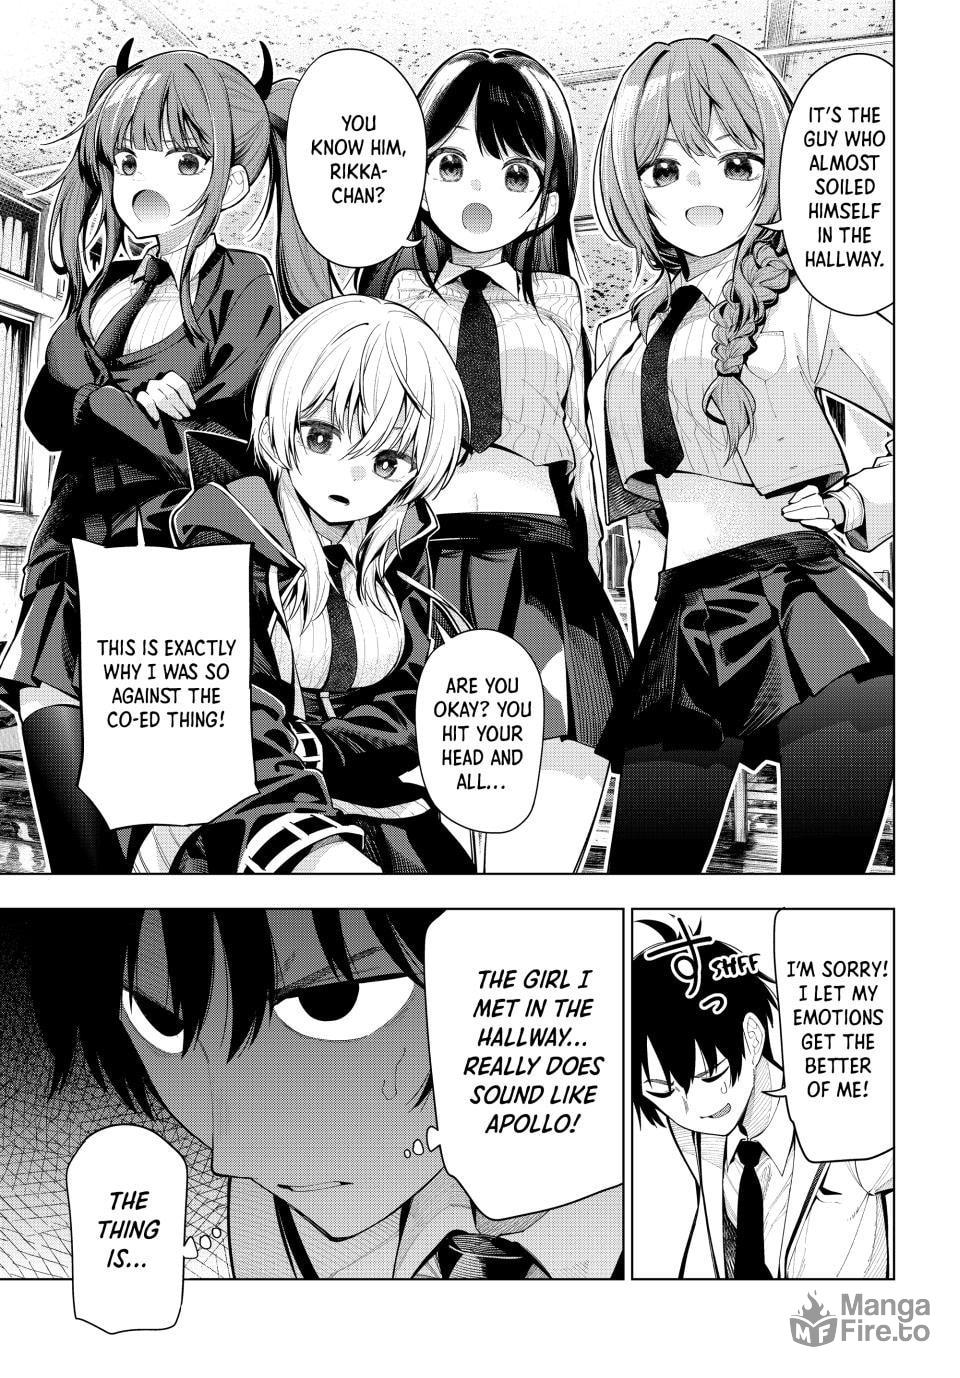 IT'S THE
GUY WHO
ALMOST
SOILED
HIMSELF
IN THE
HALLWAY.
YOU
KNOW HIM,
RIKKA-
CHAN?
THIS IS EXACTLY
WHY I WAS SO
AGAINST THE
CO-ED THING!
ARE YOU
OKAY? YOU
HIT YOUR
HEAD AND
ALL...
I'M SORRY!
I LET MY
EMOTIONS
GET THE
BETTER
OF ME!
すっ
SHFF
THE GIRL I
MET IN THE
HALLWAY...
REALLY DOES
SOUND LIKE
APOLLO!
THE
THING
IS...
MF
Manga
Fire.to